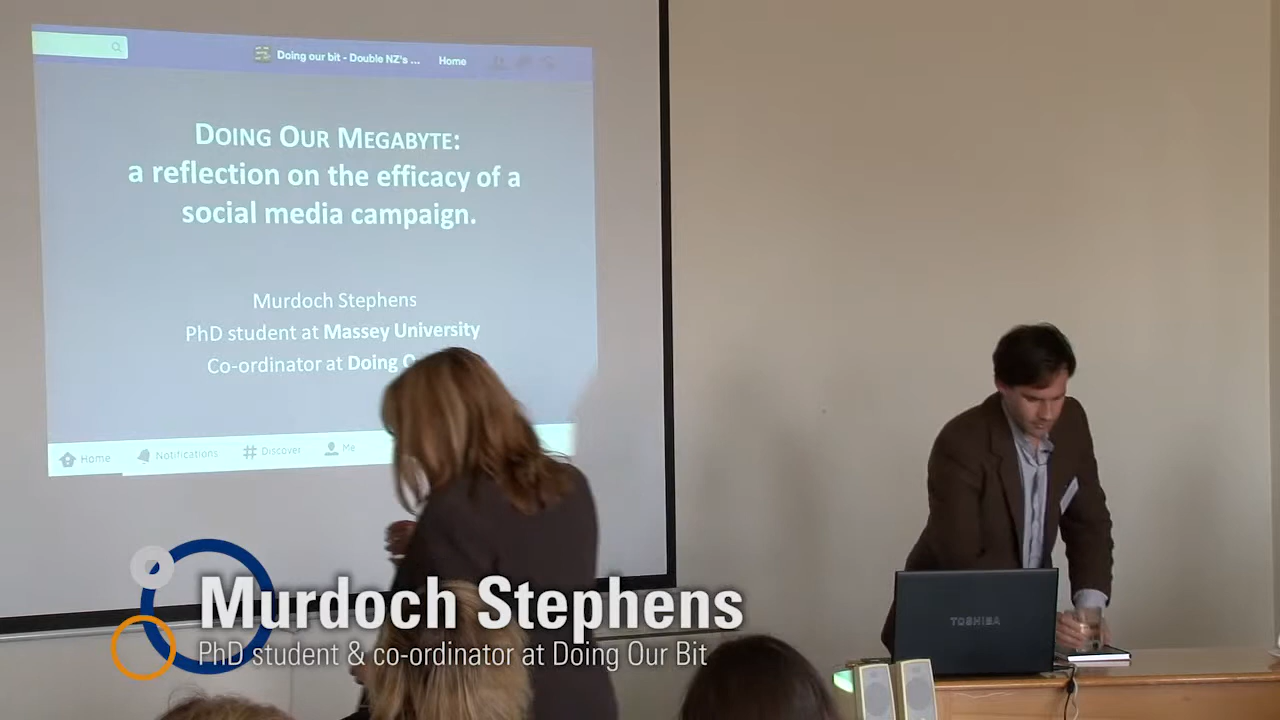 Doing our bit - Double NZ's ... Home
DOING OUR MEGABYTE:
a reflection on the efficacy of a
social media campaign.
Murdoch Stephens
PhD student at Massey University
Co-ordinator at Doing O
Home Notifications Discover Me
TOSHIBA
Murdoch Stephens
PhD student & co-ordinator at Doing Our Bit